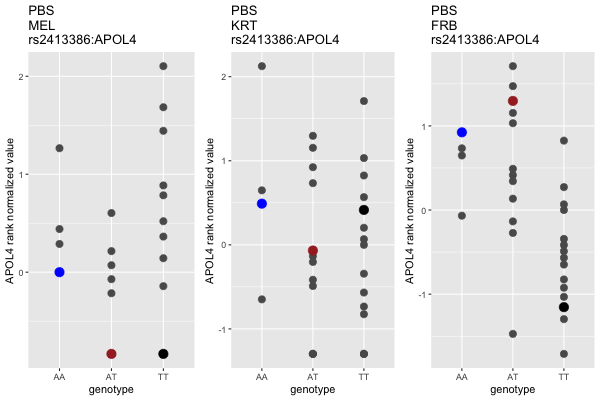 PBS
MEL
rs2413386:APOL4
2
1
0
APOL4 rank normalized value
AA
AT
TT
genotype
PBS
KRT
rs2413386:APOL4
2
1
0
-1
APOL4 rank normalized value
AA
AT
TT
genotype
PBS
FRB
rs2413386:APOL4
1
0
-1
APOL4 rank normalized value
AA
AT
TT
genotype